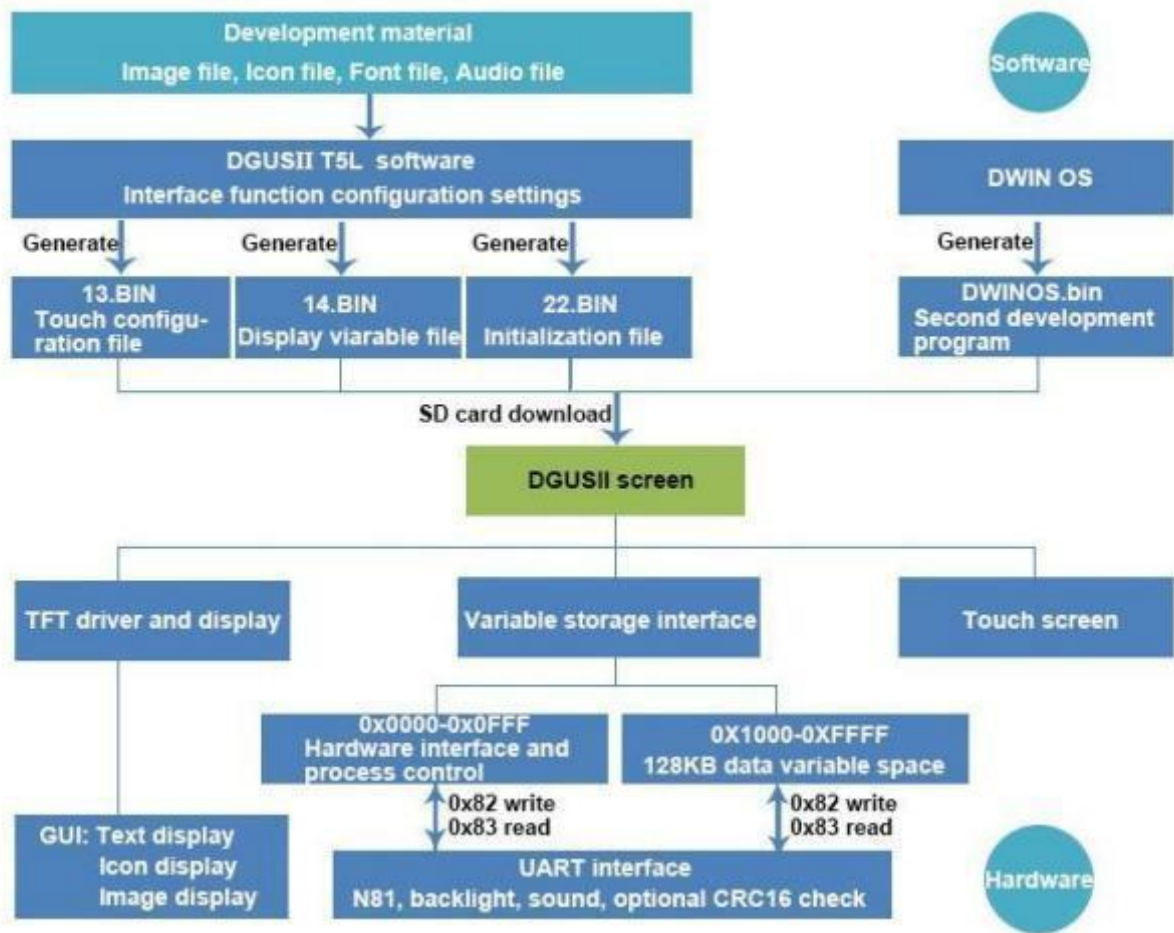 Development material
Image file, Icon file, Font file, Audio file
Software
DGUSII T5L software
Interface function configuration settings
DWIN OS
Generate
Generate
Generate
Generate
13.BIN
Touch configu-
ration file
14.BIN
Display viarable file
22.BIN
Initialization file
DWINOS.bin
Second development
program
SD card download
DGUSII screen
TFT driver and display
Variable storage interface
Touch screen
0x0000-0x0FFF
Hardware interface and
process control
0X1000-0XFFFF
128KB data variable space
0x82 write
0x83 read
0x82 write
0x83 read
GUI: Text display
Icon display
Image display
UART interface
N81, backlight, sound, optional CRC16 check
Hardware